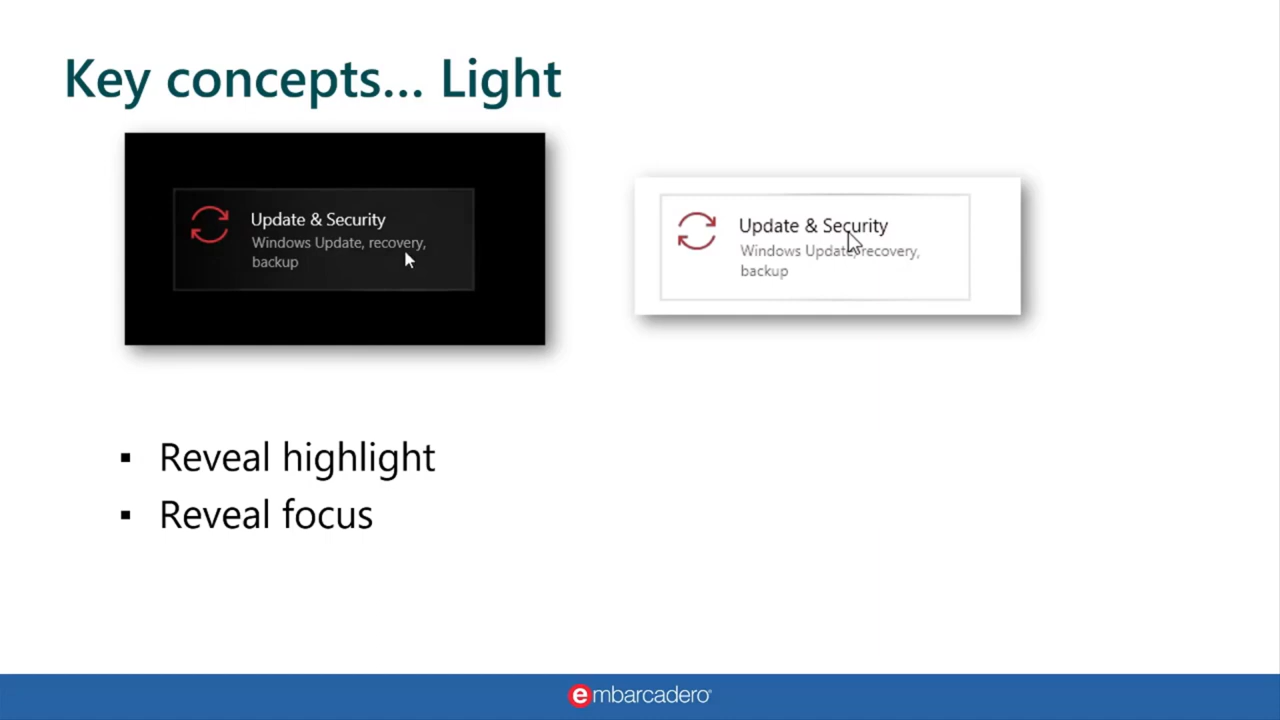 Key concepts... Light
Update & Security
Windows Update, recovery,
backup
Update & Security
Windows Update, recovery,
backup
▪ Reveal highlight
▪ Reveal focus
embarcadero®